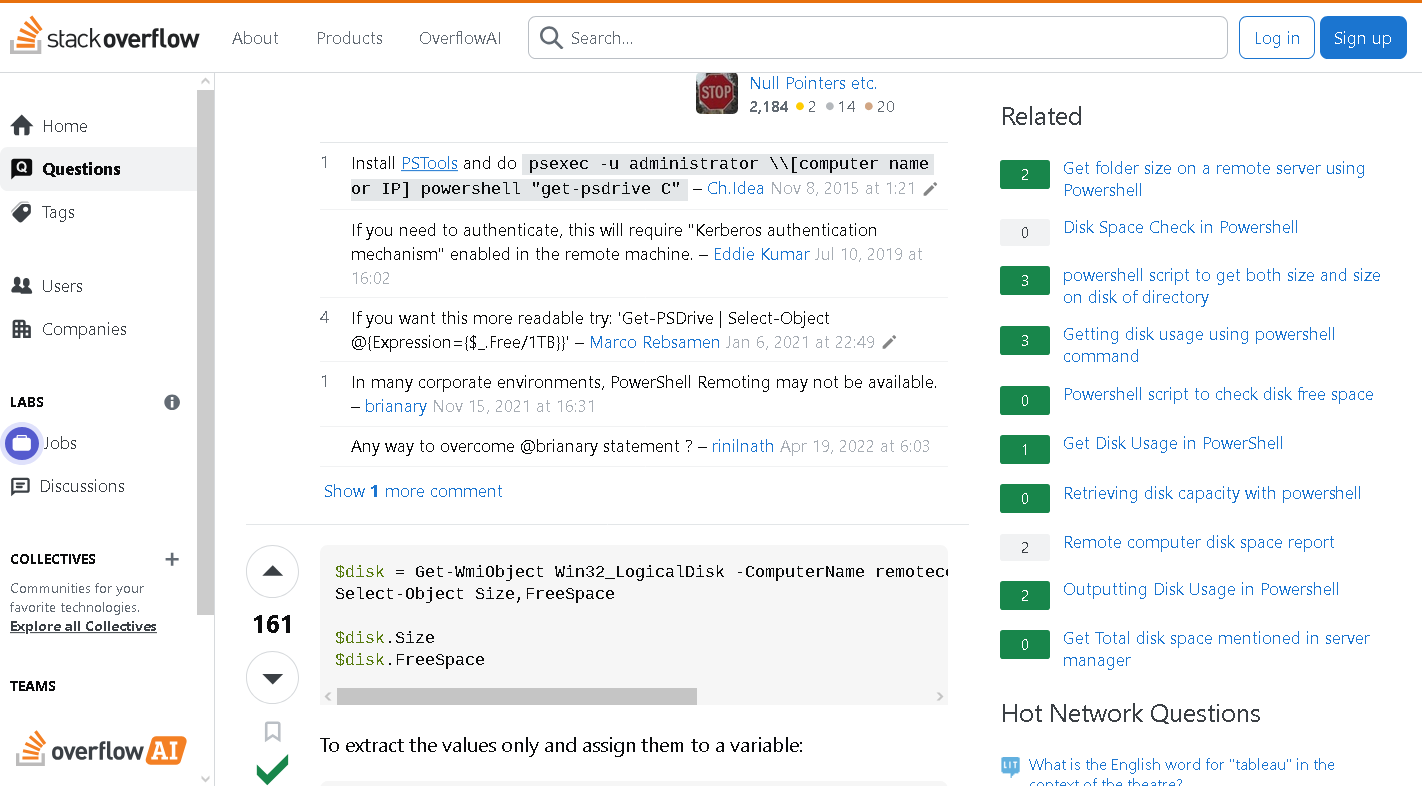 stackoverflow
About
Products
OverflowAI
Search...
Log in
Sign up
Home
Questions
Tags
Users
Companies
LABS
Jobs
Discussions
COLLECTIVES
Communities for your
favorite technologies.
Explore all Collectives
TEAMS
overflowAI
STOP
Null Pointers etc.
2,184 2 14 20
1 Install PSTools and do psexec -u administrator \\[computer name
or IP] powershell "get-psdrive C" – Ch.Idea Nov 8, 2015 at 1:21
If you need to authenticate, this will require "Kerberos authentication
mechanism" enabled in the remote machine. – Eddie Kumar Jul 10, 2019 at
16:02
4 If you want this more readable try: 'Get-PSDrive | Select-Object
@{Expression={$_.Free/1TB}}' – Marco Rebsamen Jan 6, 2021 at 22:49
1 In many corporate environments, PowerShell Remoting may not be available.
– brianary Nov 15, 2021 at 16:31
Any way to overcome @brianary statement ? – rinilnath Apr 19, 2022 at 6:03
Show 1 more comment
161
$disk = Get-WmiObject Win32_LogicalDisk -ComputerName remotec
Select-Object Size,FreeSpace
$disk.Size
$disk.FreeSpace
To extract the values only and assign them to a variable:
Related
2 Get folder size on a remote server using
Powershell
0 Disk Space Check in Powershell
3 powershell script to get both size and size
on disk of directory
3 Getting disk usage using powershell
command
0 Powershell script to check disk free space
1 Get Disk Usage in PowerShell
0 Retrieving disk capacity with powershell
2 Remote computer disk space report
2 Outputting Disk Usage in Powershell
0 Get Total disk space mentioned in server
manager
Hot Network Questions
LIT What is the English word for "tableau" in the
context of the theatre?